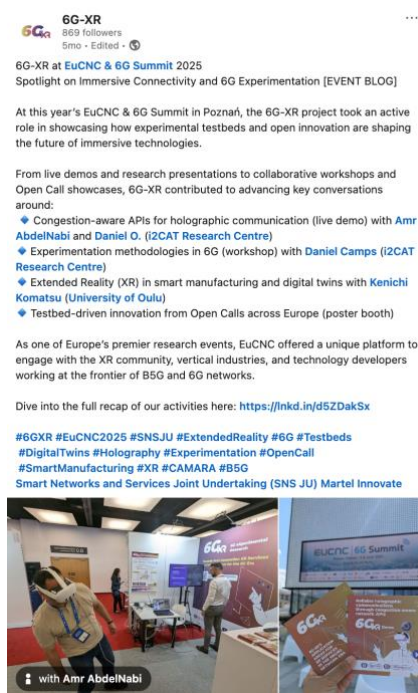 6G-XR
869 followers
5mo • Edited •
6G-XR at EuCNC & 6G Summit 2025
Spotlight on Immersive Connectivity and 6G Experimentation [EVENT BLOG]
At this year's EuCNC & 6G Summit in Poznań, the 6G-XR project took an active
role in showcasing how experimental testbeds and open innovation are shaping
the future of immersive technologies.
From live demos and research presentations to collaborative workshops and
Open Call showcases, 6G-XR contributed to advancing key conversations
around:
🔹 Congestion-aware APIs for holographic communication (live demo) with Amr
AbdelNabi and Daniel O. (i2CAT Research Centre)
🔹 Experimentation methodologies in 6G (workshop) with Daniel Camps (i2CAT
Research Centre)
🔹 Extended Reality (XR) in smart manufacturing and digital twins with Kenichi
Komatsu (University of Oulu)
🔹 Testbed-driven innovation from Open Calls across Europe (poster booth)
As one of Europe's premier research events, EuCNC offered a unique platform to
engage with the XR community, vertical industries, and technology developers
working at the frontier of B5G and 6G networks.
Dive into the full recap of our activities here: https://lnkd.in/d5ZDakSx
#6GXR #EuCNC2025 #SNSJU #ExtendedReality #6G #Testbeds
#DigitalTwins #Holography #Experimentation #OpenCall
#SmartManufacturing #XR #CAMARA #B5G
Smart Networks and Services Joint Undertaking (SNS JU) Martel Innovate
6GXR
EUCNC 6G Summit
6GXR
with Amr AbdelNabi